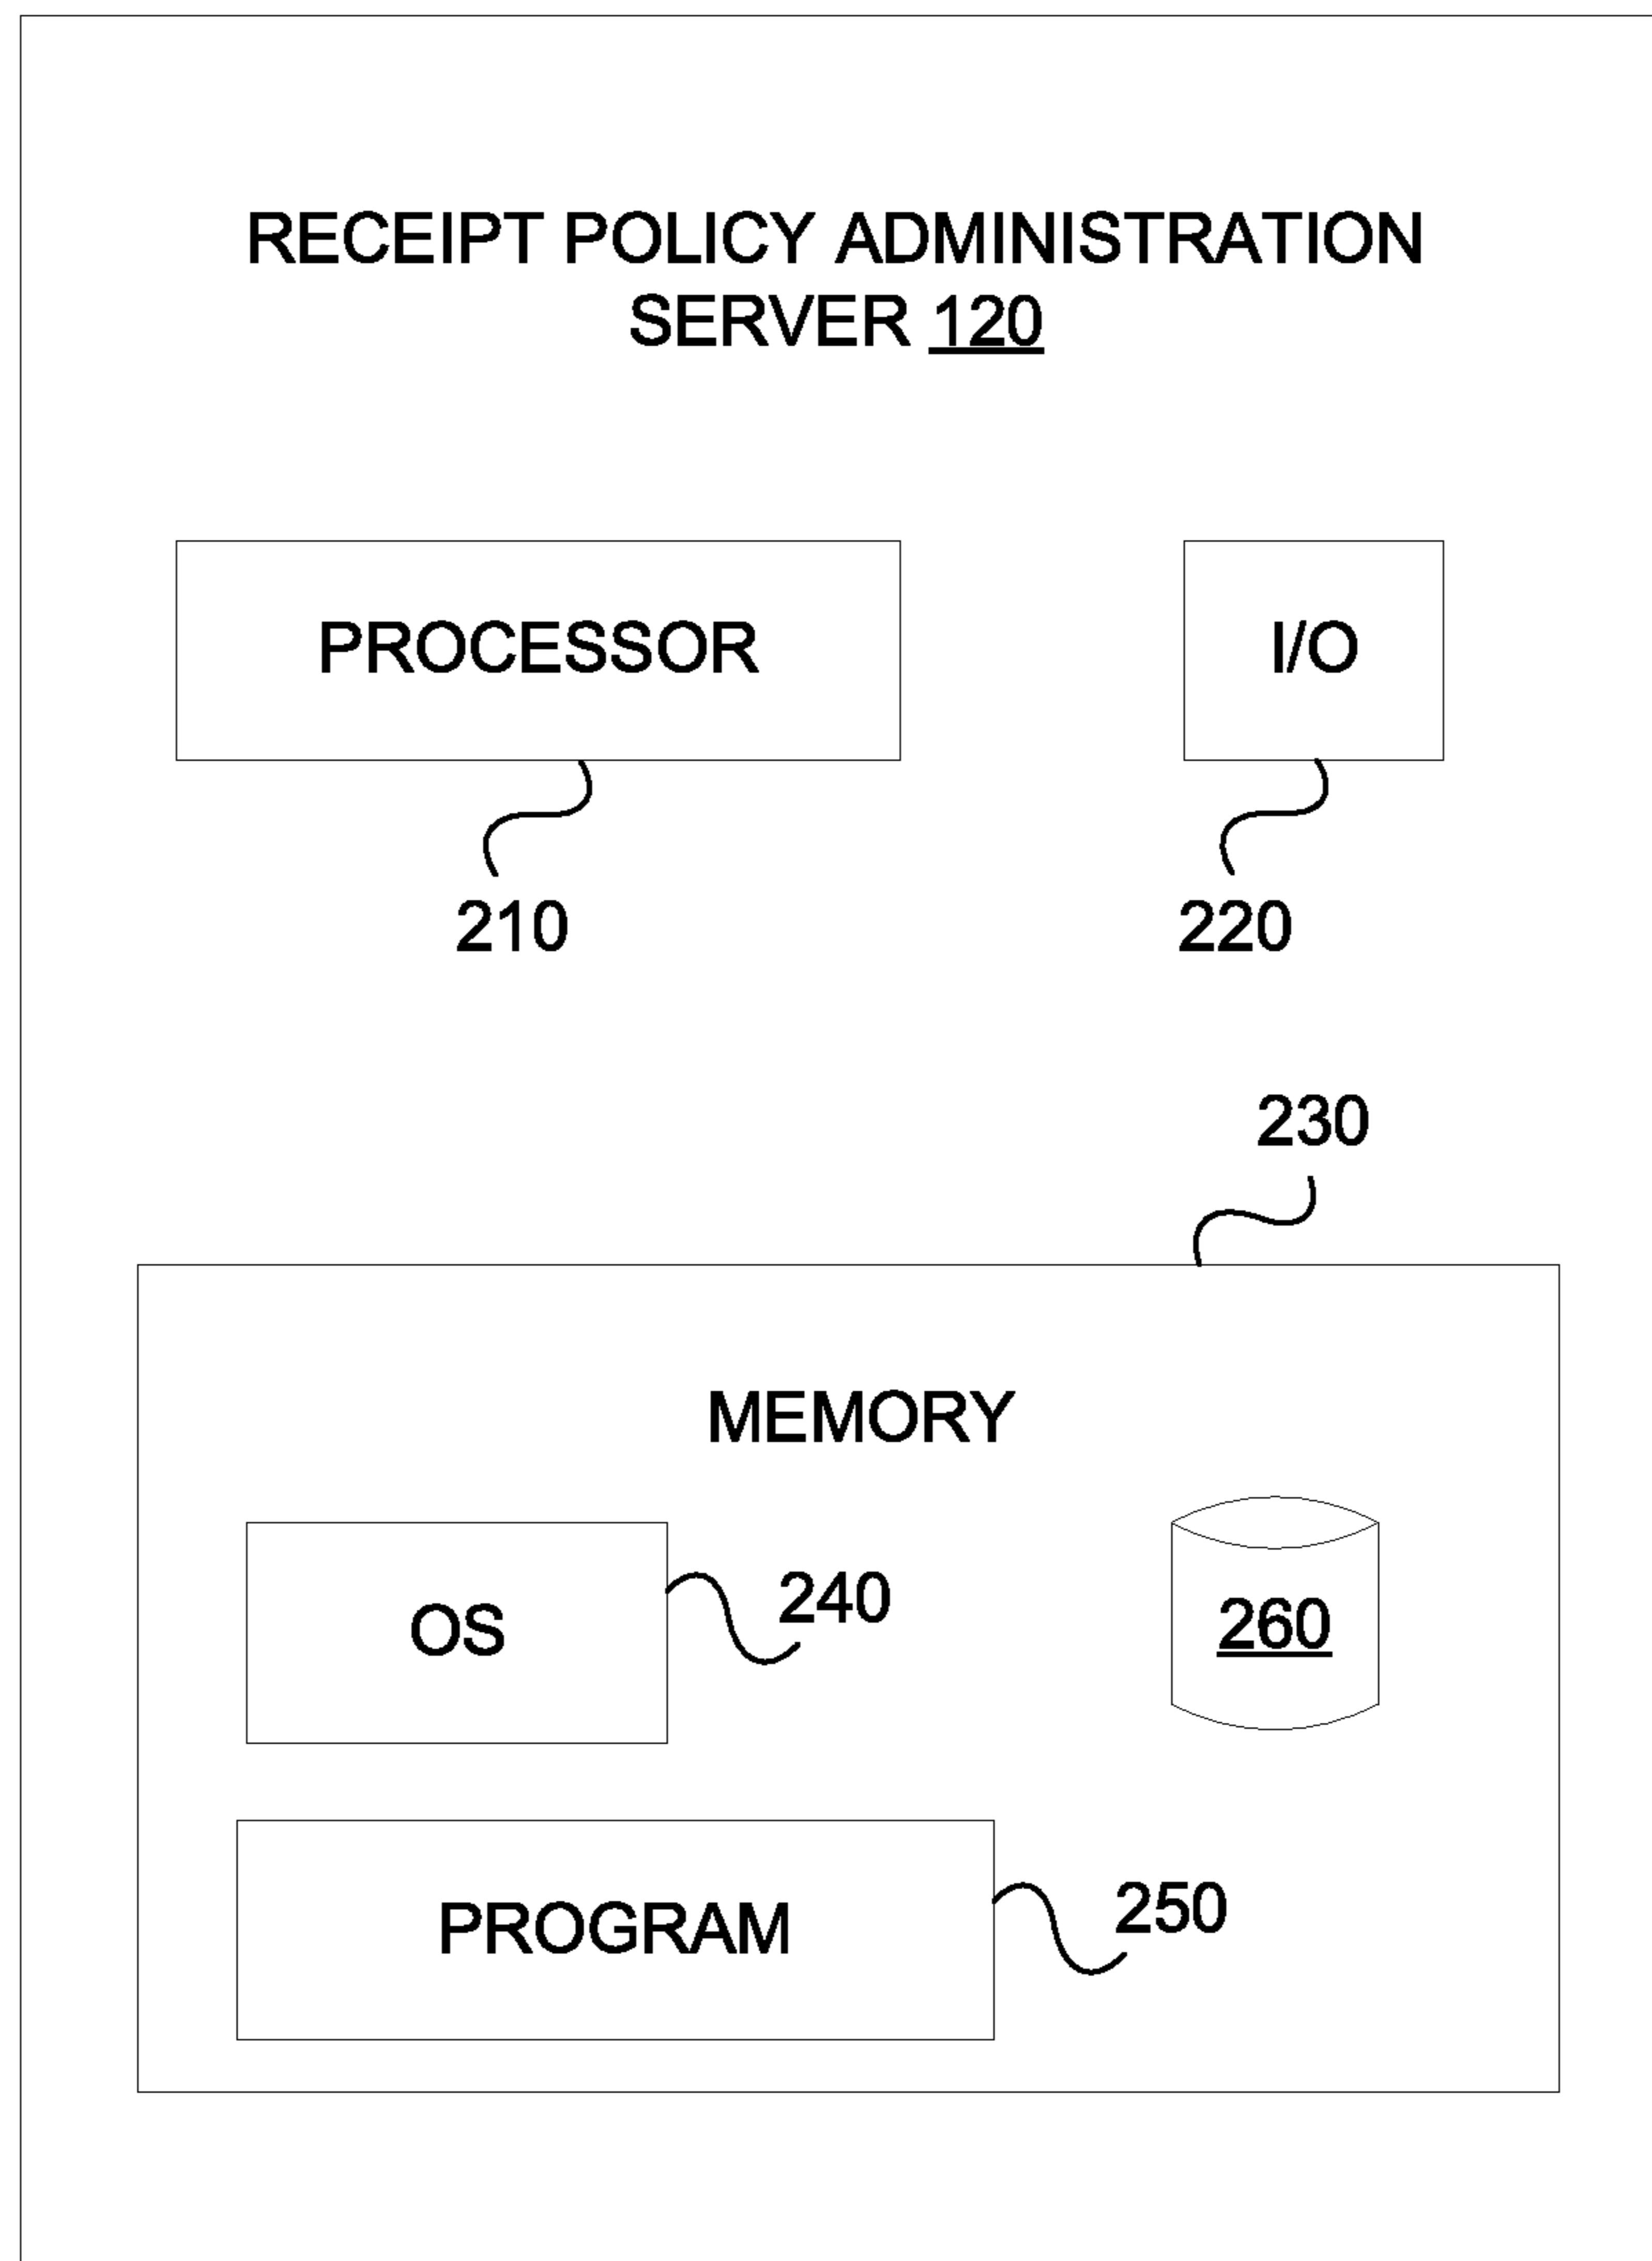 RECEIPT POLICY ADMINISTRATION
SERVER 120
PROCESSOR
I/O
210
220
230
MEMORY
OS
240
260
PROGRAM
250